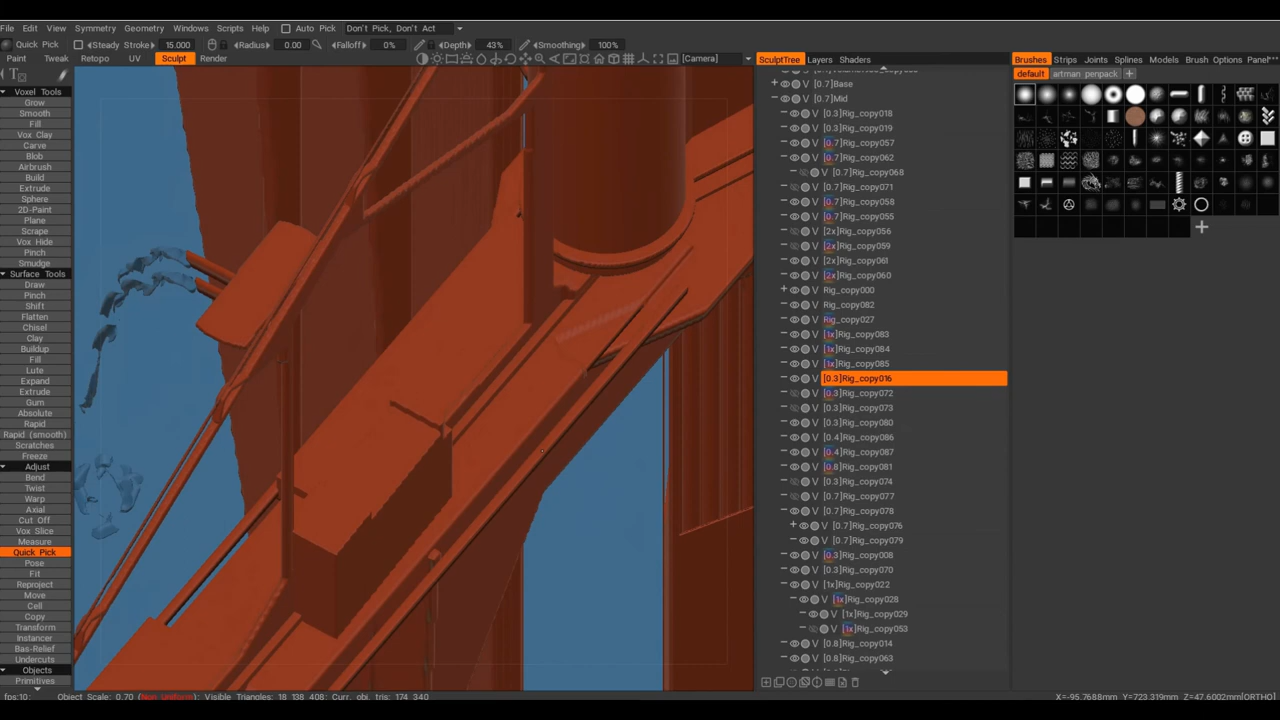 File Edit View Symmetry Geometry Windows Scripts Help Auto Pick Don't Pick, Don't Act
Quick Pick Steady Stroke 15.000 Radius 0.00 Falloff 0% Depth 43% Smoothing 100%
Paint Tweak Retopo UV Sculpt Render [Camera]
SculptTree Layers Shaders
Brushes Strips Joints Splines Models Brush Options Panel
default artman penpack
Voxel Tools
Grow
Smooth
Fill
Vox Clay
Carve
Blob
Airbrush
Build
Extrude
Sphere
2D-Paint
Plane
Scrape
Vox Hide
Pinch
Smudge
Surface Tools
Draw
Pinch
Shift
Flatten
Chisel
Clay
Buildup
Fill
Lute
Expand
Extrude
Gum
Absolute
Rapid
Rapid (smooth)
Scratches
Freeze
Adjust
Bend
Twist
Warp
Axial
Cut Off
Vox Slice
Measure
Quick Pick
Pose
Fit
Reproject
Move
Cell
Copy
Transform
Instancer
Bas-Relief
Undercuts
Objects
Primitives
V [0.7]Base
V [0.7]Mid
V [0.3]Rig_copy018
V [0.3]Rig_copy019
V [0.7]Rig_copy057
V [0.7]Rig_copy062
V [0.7]Rig_copy068
V [0.7]Rig_copy071
V [0.7]Rig_copy058
V [0.7]Rig_copy055
V [2x]Rig_copy056
V [2x]Rig_copy059
V [2x]Rig_copy061
V [2x]Rig_copy060
V Rig_copy000
V Rig_copy082
V Rig_copy027
V [1x]Rig_copy083
V [1x]Rig_copy084
V [1x]Rig_copy085
V [0.3]Rig_copy016
V [0.3]Rig_copy072
V [0.3]Rig_copy073
V [0.3]Rig_copy080
V [0.4]Rig_copy086
V [0.4]Rig_copy087
V [0.8]Rig_copy081
V [0.3]Rig_copy074
V [0.7]Rig_copy077
V [0.7]Rig_copy078
V [0.7]Rig_copy076
V [0.7]Rig_copy079
V [0.3]Rig_copy008
V [0.3]Rig_copy070
V [1x]Rig_copy022
V [1x]Rig_copy028
V [1x]Rig_copy029
V [1x]Rig_copy053
V [0.8]Rig_copy014
V [0.8]Rig_copy063
fps:10; Object Scale: 0.70 (Non Uniform); Visible Triangles: 18 138 408; Curr. obj. tris: 174 340
X=-95.7688mm Y=723.319mm Z=47.6002mm[ORTHO]